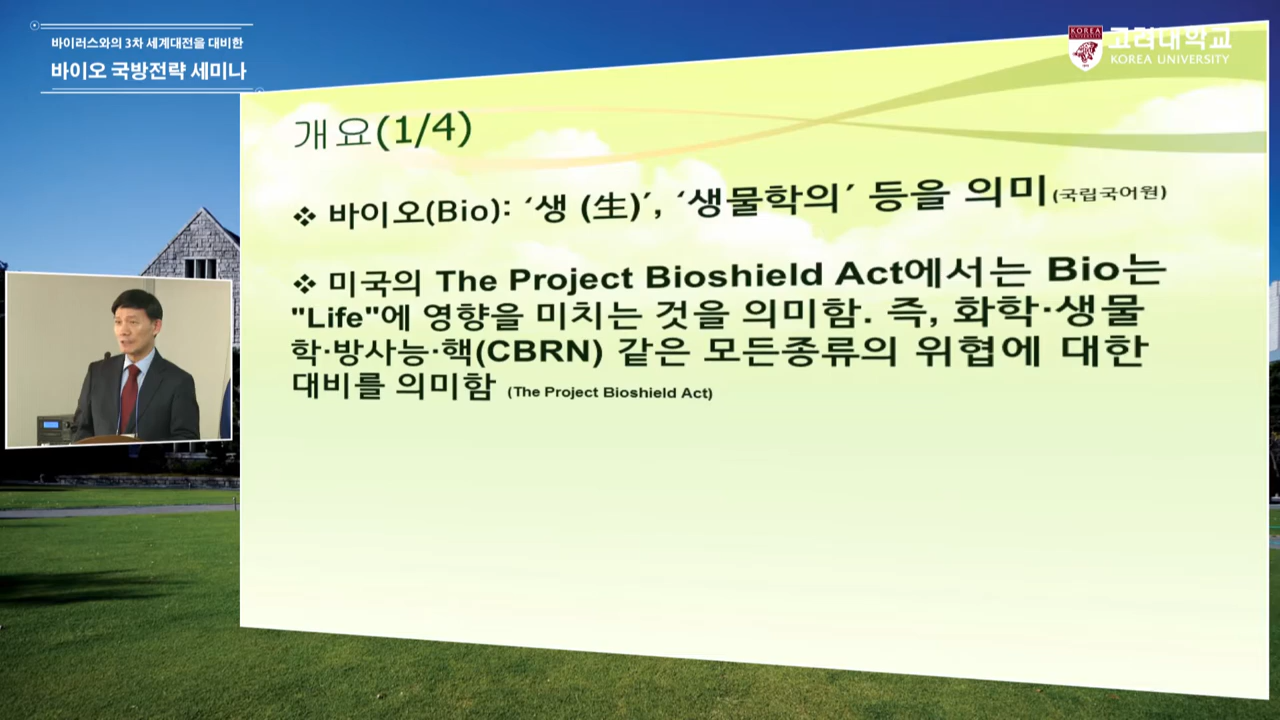 바이러스와의 3차 세계대전을 대비한
바이오 국방전략 세미나
KOREA
고려대학교
KOREA UNIVERSITY
개요(1/4)
❖ 바이오(Bio): ‘생 (生)′, ‘생물학의′ 등을 의미(국립국어원)
❖ 미국의 The Project Bioshield Act에서는 Bio는
"Life"에 영향을 미치는 것을 의미함. 즉, 화학·생물
학·방사능·핵(CBRN) 같은 모든종류의 위협에 대한
대비를 의미함 (The Project Bioshield Act)